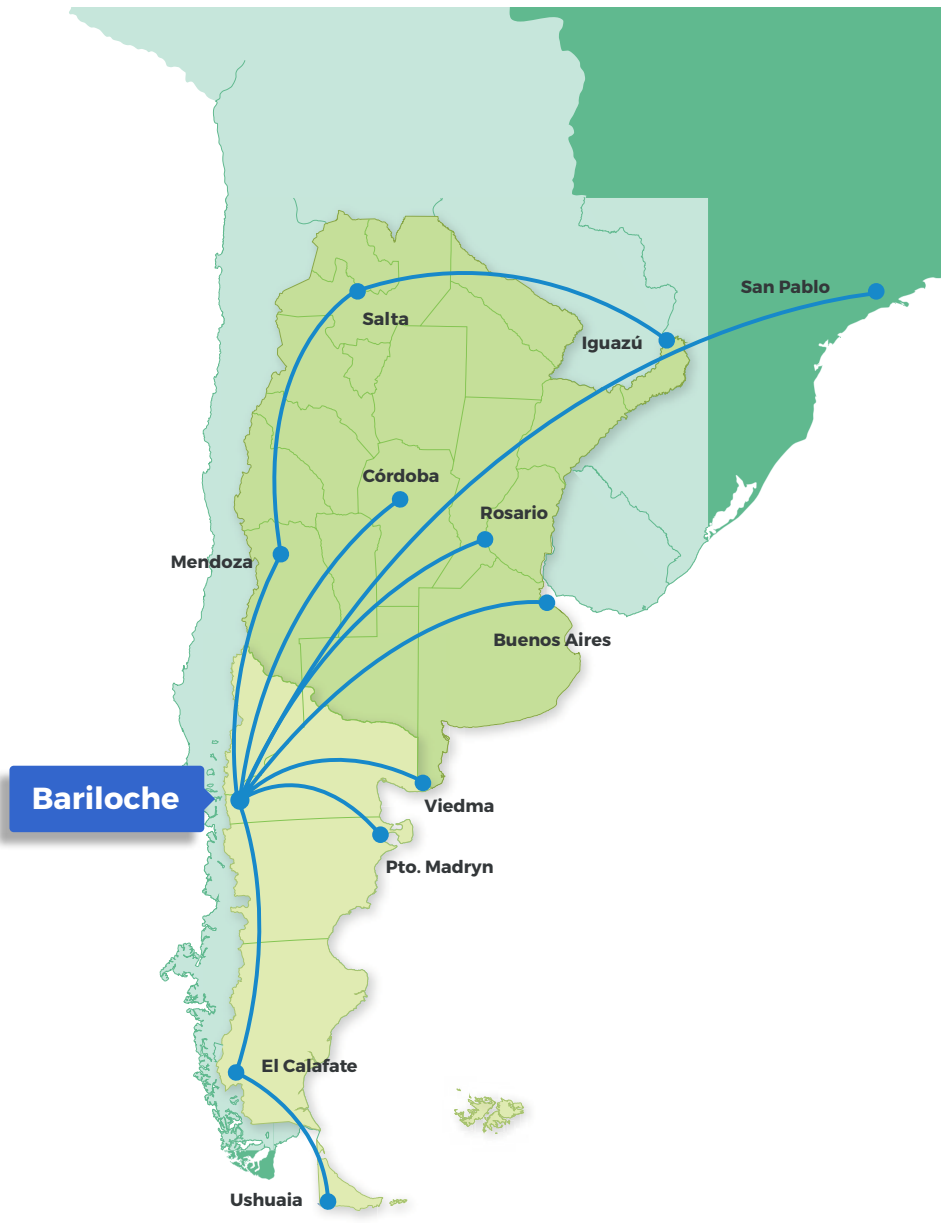 San Pablo
Salta
Iguazú
Córdoba
Rosario
Mendoza
Buenos Aires
Bariloche
Viedma
Pto. Madryn
El Calafate
Ushuaia